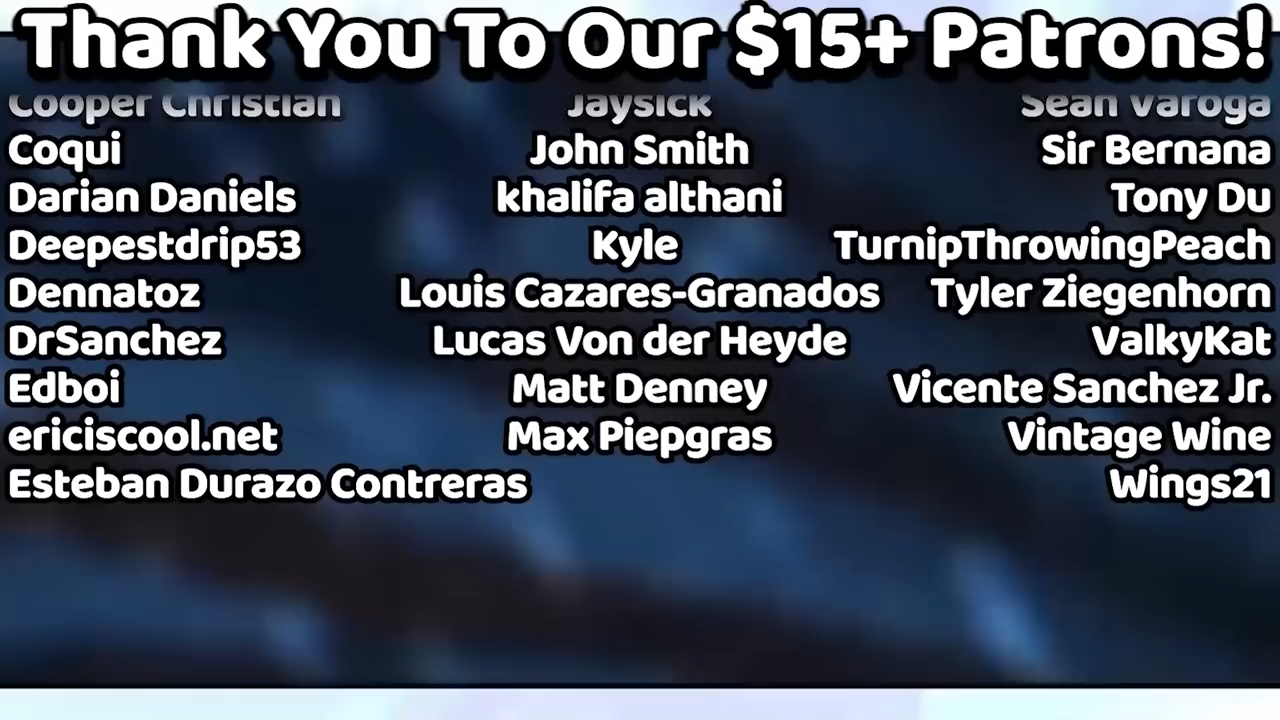 Thank You To Our $15+ Patrons!
Cooper Christian
Coqui
Darian Daniels
Deepestdrip53
Dennatoz
DrSanchez
Edboi
ericiscool.net
Esteban Durazo Contreras
Jaysick
John Smith
khalifa althani
Kyle
Louis Cazares-Granados
Lucas Von der Heyde
Matt Denney
Max Piepgras
Sean Varoga
Sir Bernana
Tony Du
TurnipThrowingPeach
Tyler Ziegenhorn
ValkyKat
Vicente Sanchez Jr.
Vintage Wine
Wings21